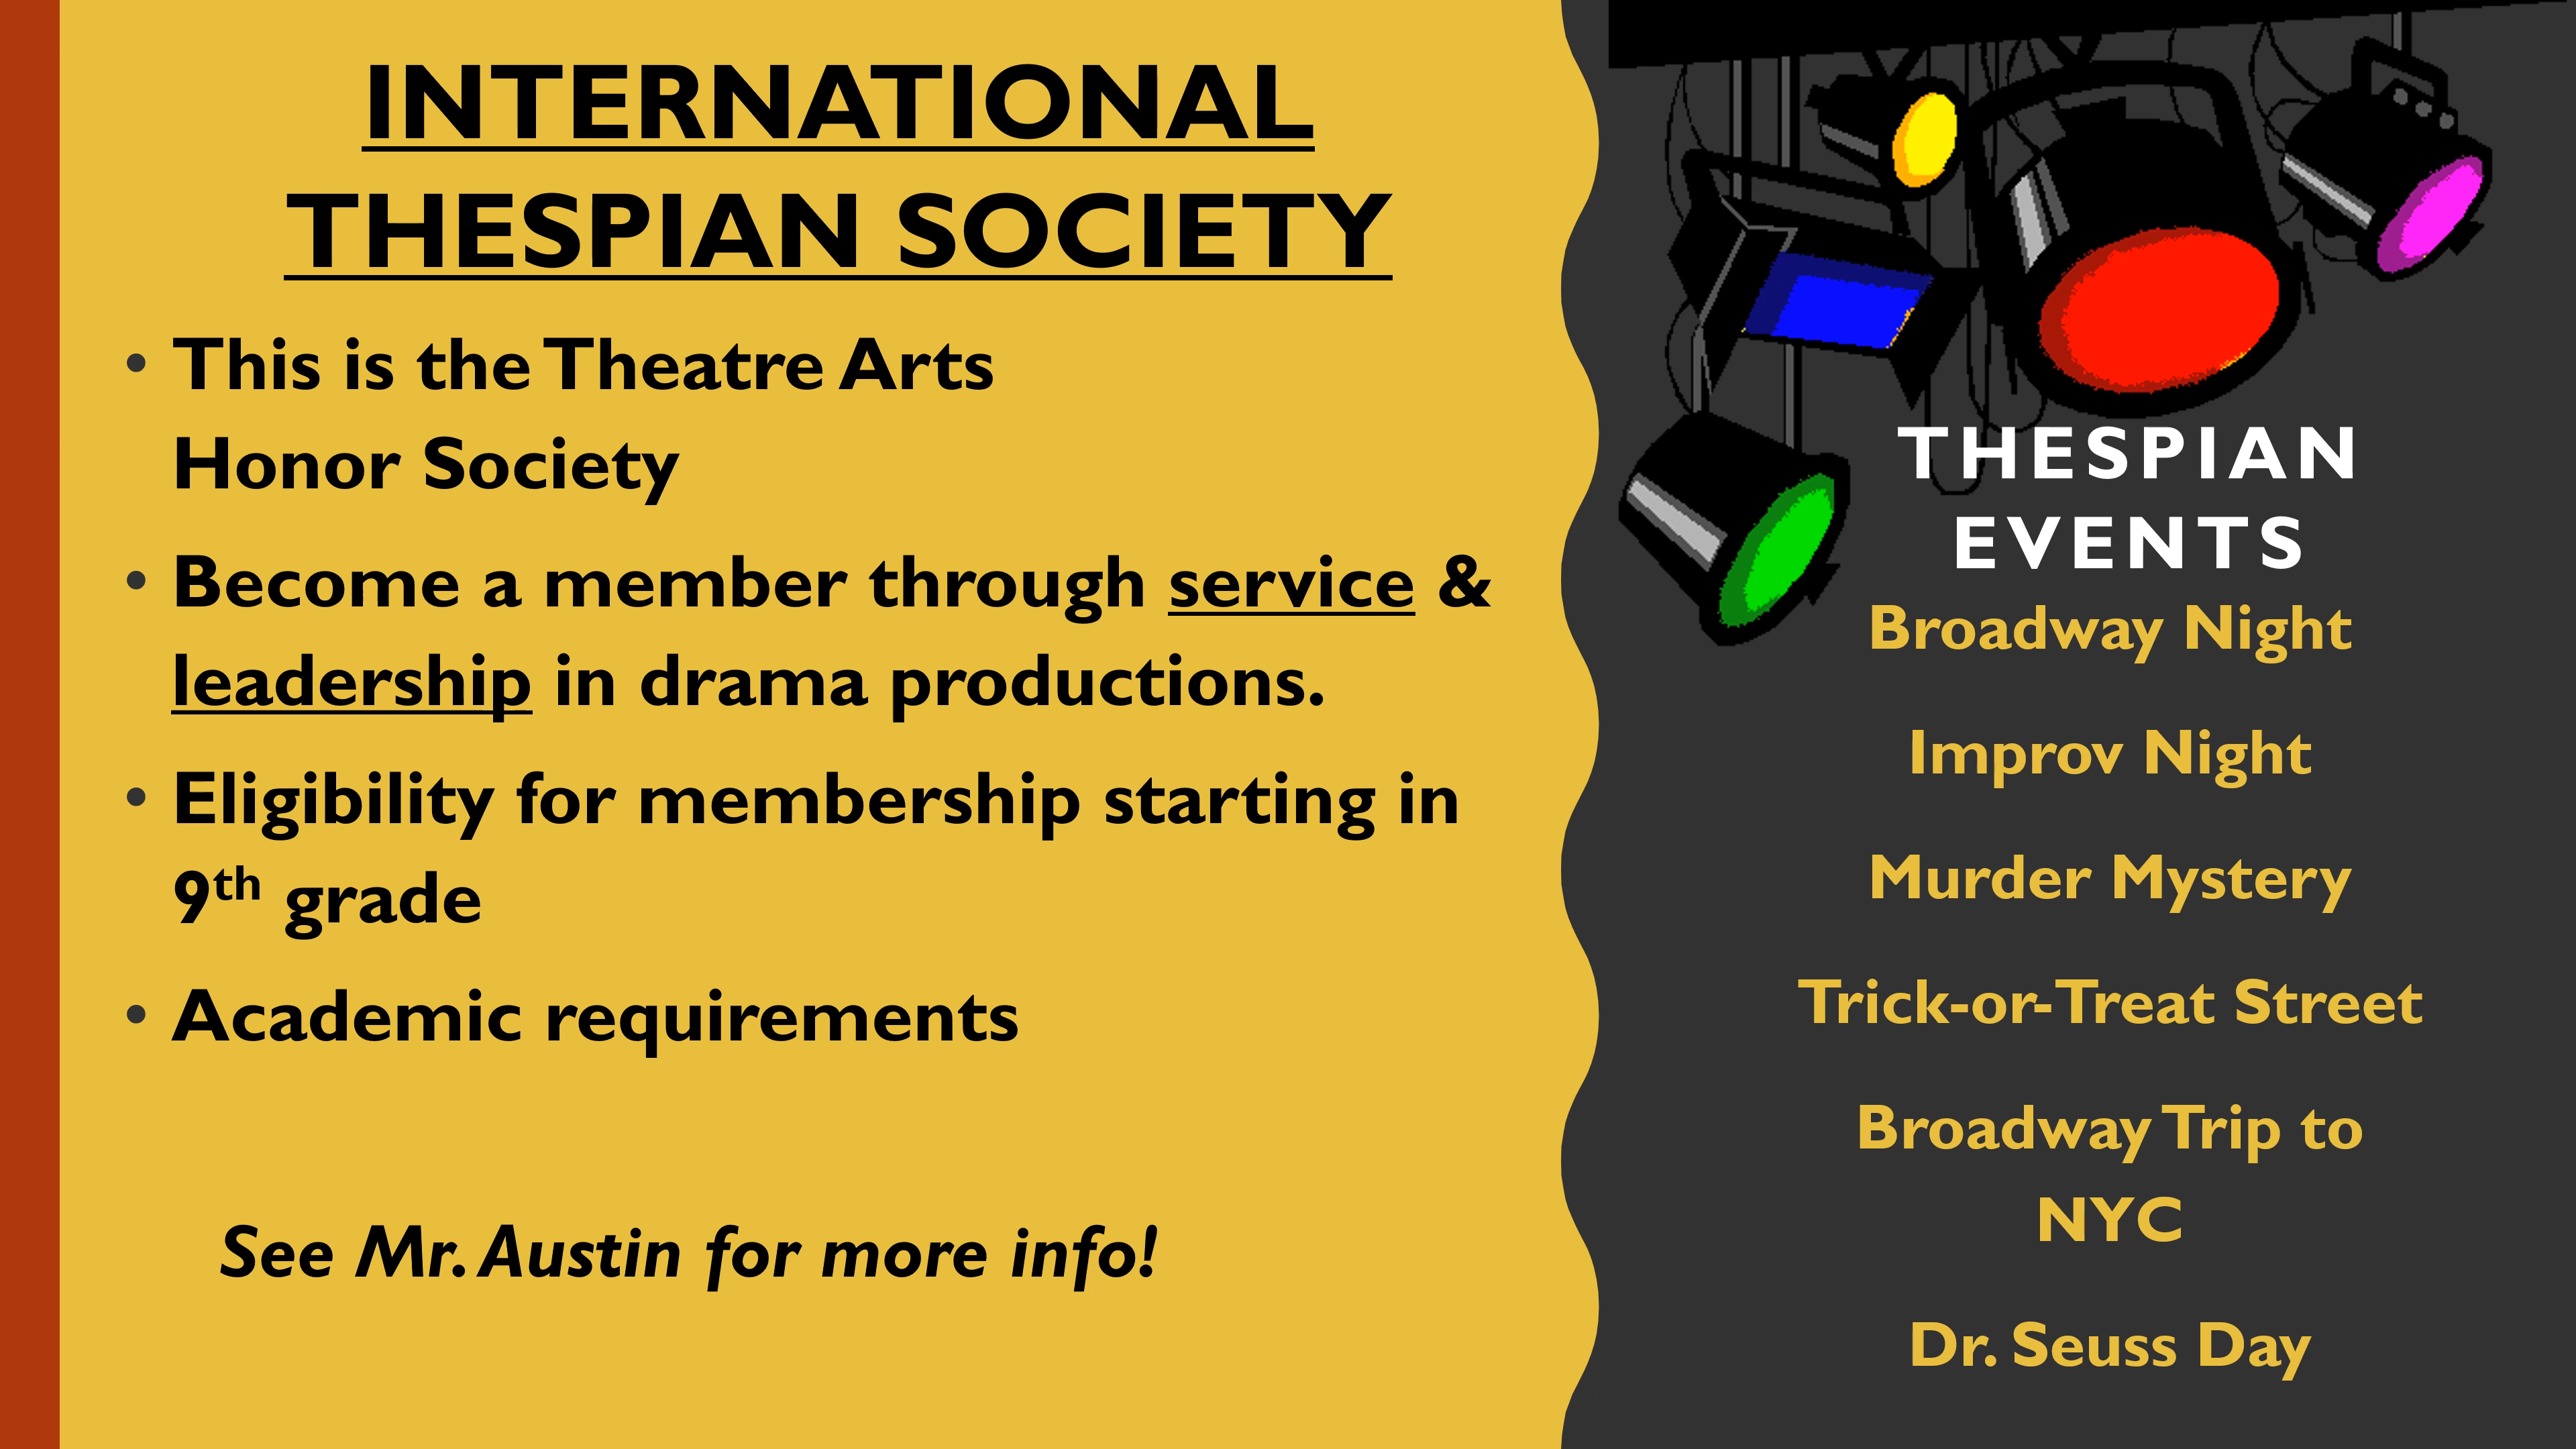 INTERNATIONAL
THESPIAN SOCIETY
• This is the Theatre Arts
Honor Society
• Become a member through service &
leadership in drama productions.
• Eligibility for membership starting in
9th grade
• Academic requirements
See Mr. Austin for more info!
THESPIAN
EVENTS
Broadway Night
Improv Night
Murder Mystery
Trick-or-Treat Street
Broadway Trip to
NYC
Dr. Seuss Day